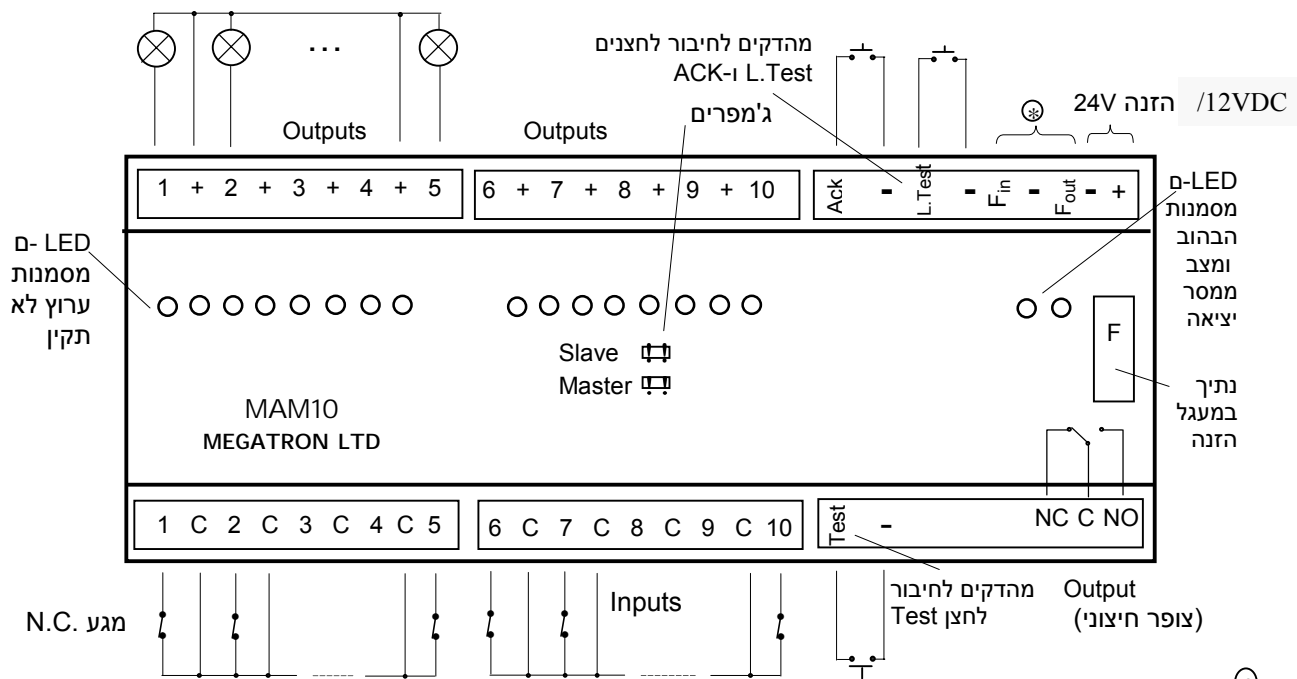 מהדקים לחיבור לחצנים
L.Test ו-ACK
ג'מפרים
הזנה 24V /12VDC
Outputs
Outputs
1 + 2 + 3 + 4 + 5
6 + 7 + 8 + 9 + 10
Ack - L.Test - Fin - Fout - +
LED-ם
מסמנות
הבהוב
ומצב
ממסר
יציאה
LED -ם
מסמנות
ערוץ לא
תקין
F
Slave
Master
נתיך
במעגל
הזנה
MAM10
MEGATRON LTD
1 C 2 C 3 C 4 C 5
6 C 7 C 8 C 9 C 10
Test -
NC C NO
מגע N.C.
Inputs
מהדקים לחיבור
לחצן Test
Output
(צופר חיצוני)